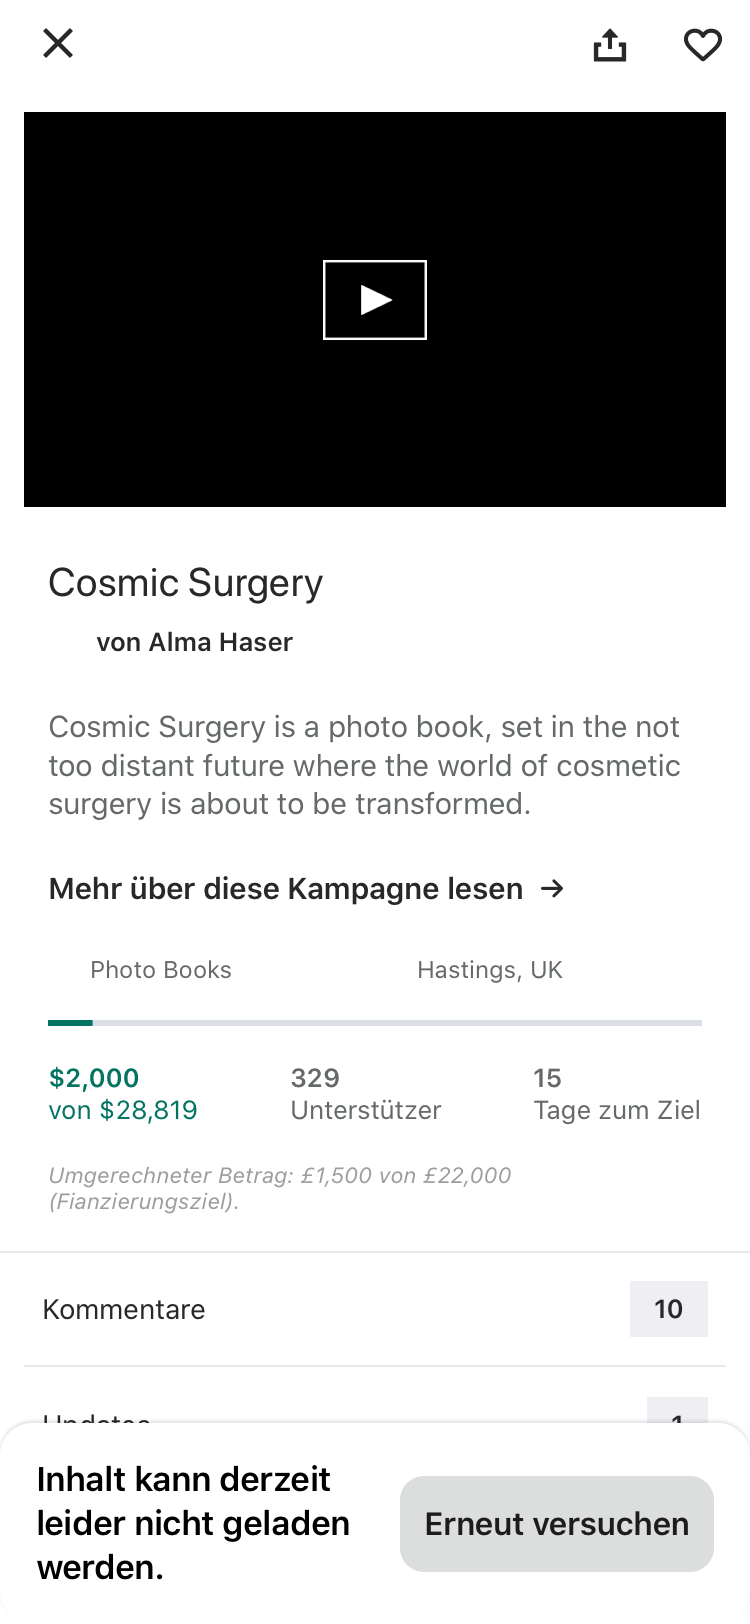 Cosmic Surgery
von Alma Haser
Cosmic Surgery is a photo book, set in the not
too distant future where the world of cosmetic
surgery is about to be transformed.
Mehr über diese Kampagne lesen →
Photo Books
Hastings, UK
$2,000
von $28,819
329
Unterstützer
15
Tage zum Ziel
Umgerechneter Betrag: £1,500 von £22,000
(Fianzierungsziel).
Kommentare
10
Updates
1
Inhalt kann derzeit
leider nicht geladen
werden.
Erneut versuchen